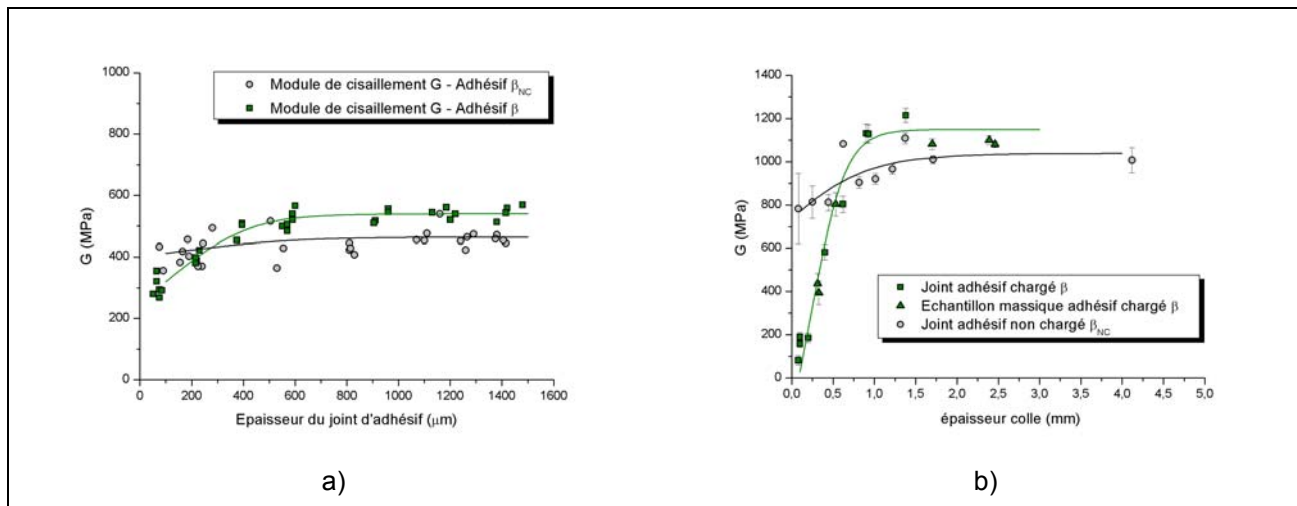 1000
800
600
400
200
0
G (MPa)
Module de cisaillement G - Adhésif βNC
Module de cisaillement G - Adhésif β
0 200 400 600 800 1000 1200 1400 1600
Epaisseur du joint d'adhésif (μm)
a)
1400
1200
1000
800
600
400
200
0
G (MPa)
Joint adhésif chargé β
Echantillon massique adhésif chargé β
Joint adhésif non chargé βNC
0,0 0,5 1,0 1,5 2,0 2,5 3,0 3,5 4,0 4,5 5,0
épaisseur colle (mm)
b)